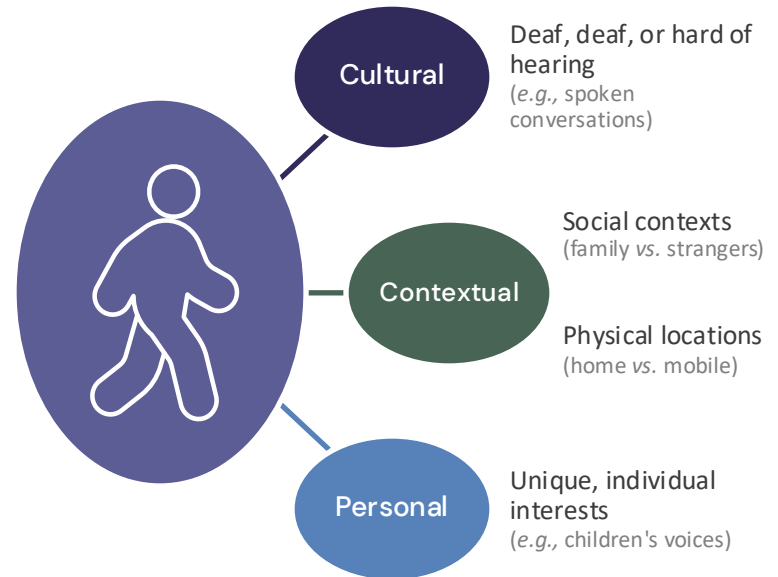 Cultural
Deaf, deaf, or hard of
hearing
(e.g., spoken
conversations)
Contextual
Social contexts
(family vs. strangers)
Physical locations
(home vs. mobile)
Personal
Unique, individual
interests
(e.g., children's voices)